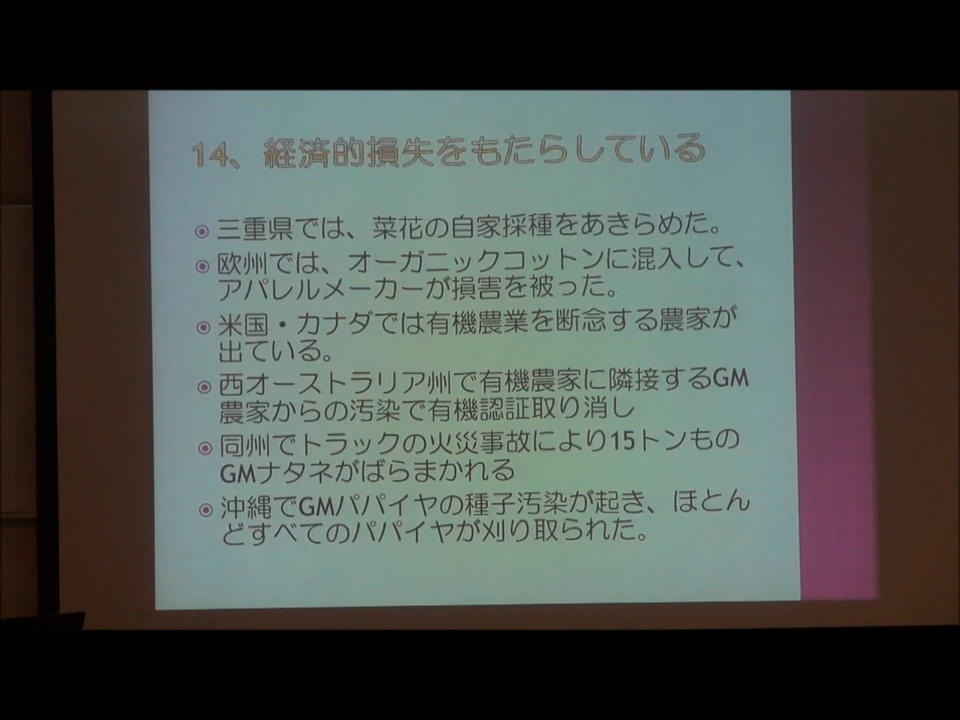 14、経済的損失をもたらしている
三重県では、菜花の自家採種をあきらめた。
欧州では、オーガニックコットンに混入して、
アパレルメーカーが損害を被った。
米国・カナダでは有機農業を断念する農家が
出ている。
西オーストラリア州で有機農家に隣接するGM
農家からの汚染で有機認証取り消し
同州でトラックの火災事故により15トンもの
GMナタネがばらまかれる
沖縄でGMパパイヤの種子汚染が起き、ほとん
どすべてのパパイヤが刈り取られた。